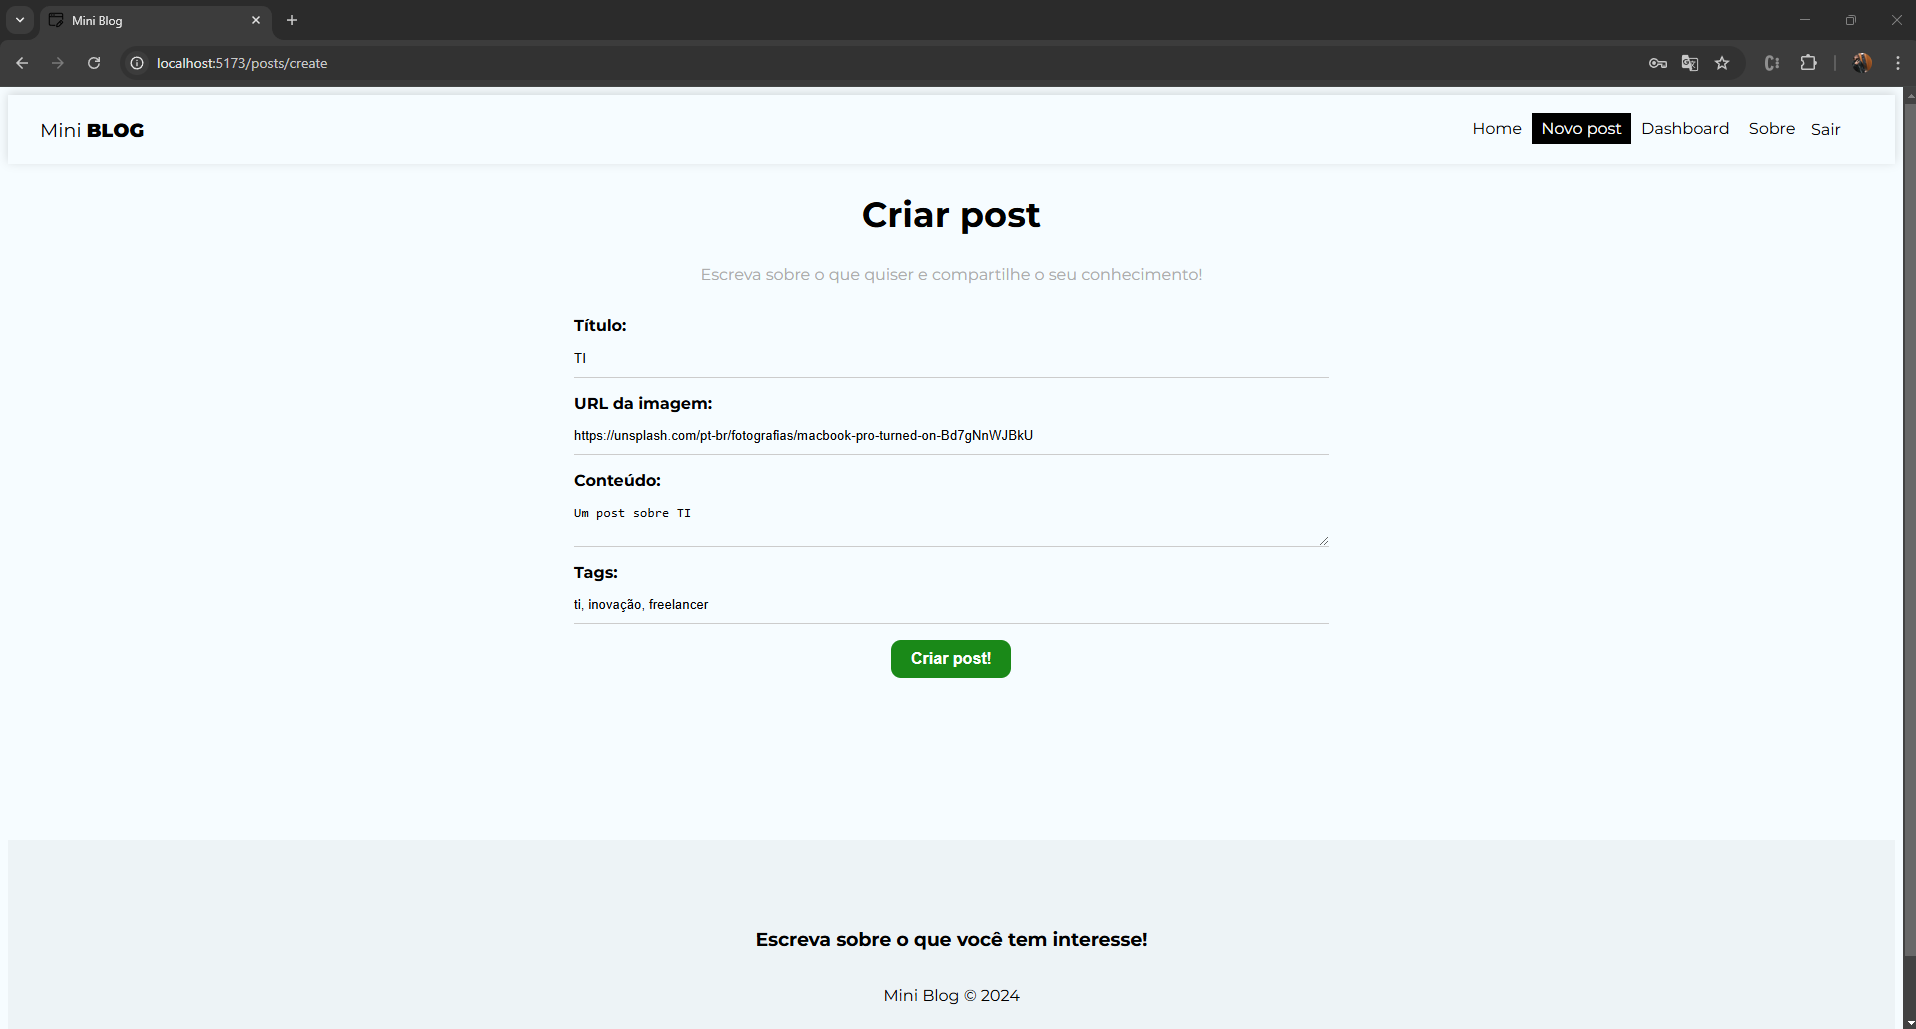 Mini Blog
localhost:5173/posts/create
Mini BLOG
Home Novo post Dashboard Sobre Sair
Criar post
Escreva sobre o que quiser e compartilhe o seu conhecimento!
Título:
TI
URL da imagem:
https://unsplash.com/pt-br/fotografias/macbook-pro-turned-on-Bd7gNnWJBkU
Conteúdo:
Um post sobre TI
Tags:
ti, inovação, freelancer
Criar post!
Escreva sobre o que você tem interesse!
Mini Blog © 2024